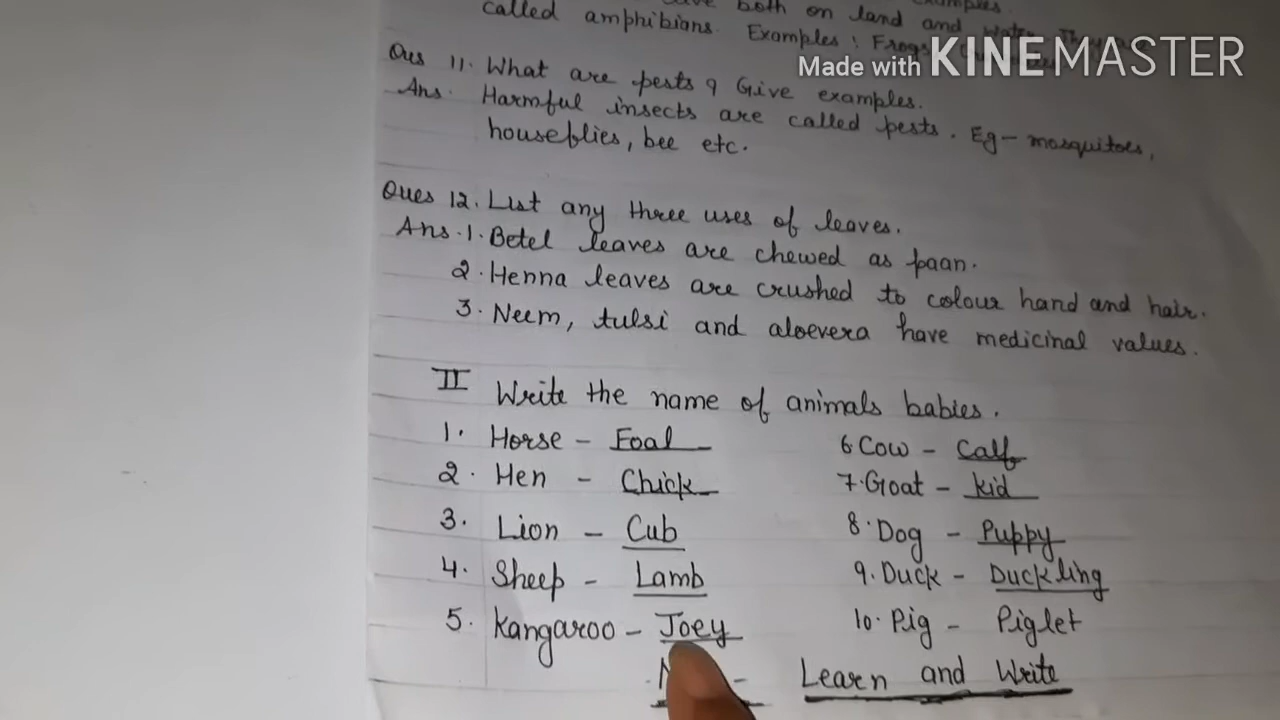 both on land and
called amphibians. Examples : Frogs
Made with KINEMASTER
Ques 11. What are pests ? Give examples.
Ans. Harmful insects are called pests. Eg - mosquitoes,
houseflies, bee etc.
Ques 12. List any three uses of leaves.
Ans. 1. Betel leaves are chewed as paan.
2. Henna leaves are crushed to colour hand and hair.
3. Neem, tulsi and aloevera have medicinal values.
II Write the name of animals babies.
1. Horse - Foal
2. Hen - Chick
3. Lion - Cub
4. Sheep - Lamb
5. Kangaroo - Joey
6. Cow - Calf
7. Goat - kid
8. Dog - Puppy
9. Duck - Duckling
10. Pig - Piglet
Learn and Write